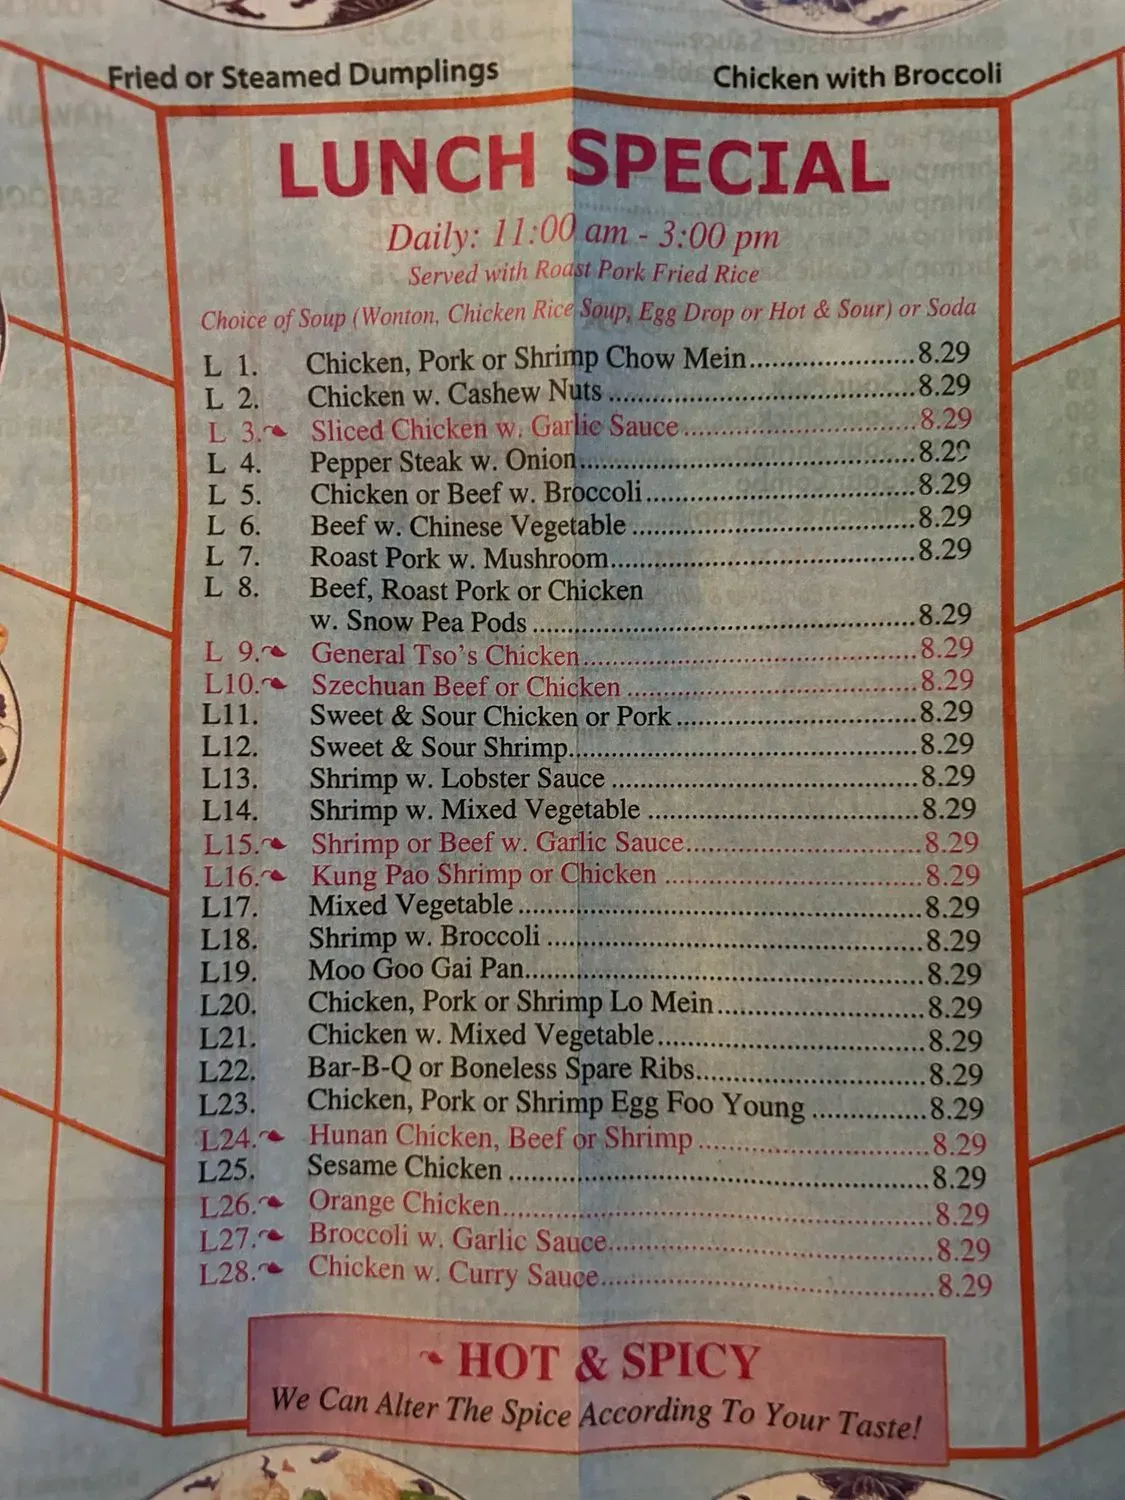 Fried or Steamed Dumplings
Chicken with Broccoli
LUNCH SPECIAL
Daily: 11:00 am - 3:00 pm
Served with Roast Pork Fried Rice
Choice of Soup (Wonton, Chicken Rice Soup, Egg Drop or Hot & Sour) or Soda
L 1. Chicken, Pork or Shrimp Chow Mein.....................8.29
L 2. Chicken w. Cashew Nuts.....................8.29
L 3. Sliced Chicken w. Garlic Sauce.....................8.29
L 4. Pepper Steak w. Onion.....................8.29
L 5. Chicken or Beef w. Broccoli.....................8.29
L 6. Beef w. Chinese Vegetable.....................8.29
L 7. Roast Pork w. Mushroom.....................8.29
L 8. Beef, Roast Pork or Chicken
w. Snow Pea Pods.....................8.29
L 9. General Tso's Chicken.....................8.29
L10. Szechuan Beef or Chicken.....................8.29
L11. Sweet & Sour Chicken or Pork.....................8.29
L12. Sweet & Sour Shrimp.....................8.29
L13. Shrimp w. Lobster Sauce.....................8.29
L14. Shrimp w. Mixed Vegetable.....................8.29
L15. Shrimp or Beef w. Garlic Sauce.....................8.29
L16. Kung Pao Shrimp or Chicken.....................8.29
L17. Mixed Vegetable.....................8.29
L18. Shrimp w. Broccoli.....................8.29
L19. Moo Goo Gai Pan.....................8.29
L20. Chicken, Pork or Shrimp Lo Mein.....................8.29
L21. Chicken w. Mixed Vegetable.....................8.29
L22. Bar-B-Q or Boneless Spare Ribs.....................8.29
L23. Chicken, Pork or Shrimp Egg Foo Young..............8.29
L24. Hunan Chicken, Beef or Shrimp.....................8.29
L25. Sesame Chicken.....................8.29
L26. Orange Chicken.....................8.29
L27. Broccoli w. Garlic Sauce.....................8.29
L28. Chicken w. Curry Sauce.....................8.29
HOT & SPICY
We Can Alter The Spice According To Your Taste!